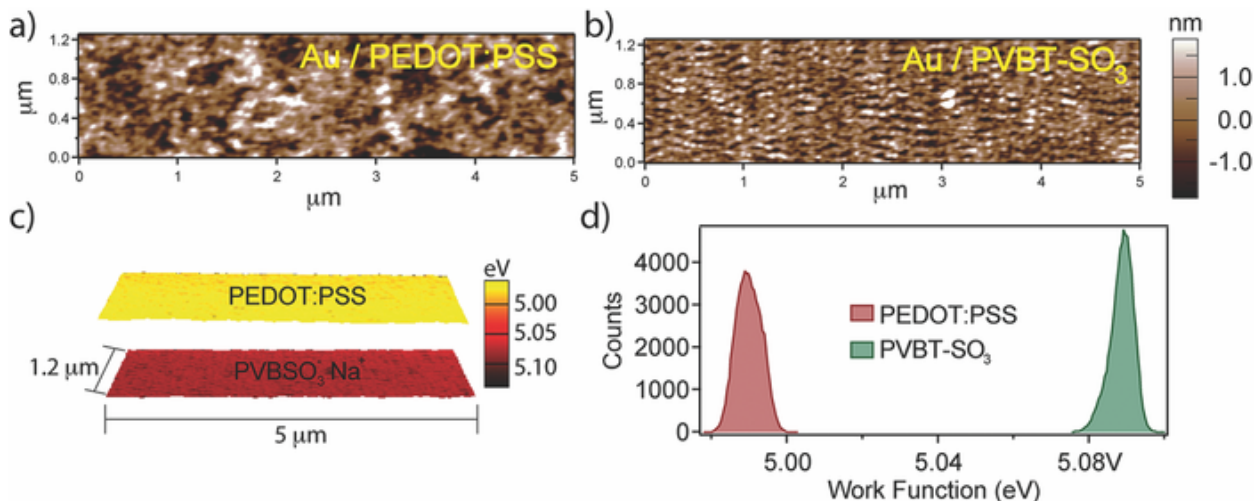 a)
1.2
0.8
0.4
0.0
μm
Au / PEDOT:PSS
0 1 2 3 4 5
μm
b)
1.2
0.8
0.4
0.0
μm
Au / PVBT-SO₃
0 1 2 3 4 5
μm
nm
1.0
0.0
-1.0
c)
PEDOT:PSS
PVBSO₃⁻Na⁺
1.2 μm
5 μm
eV
5.00
5.05
5.10
d)
4000
3000
2000
1000
0
Counts
PEDOT:PSS
PVBT-SO₃
5.00 5.04 5.08V
Work Function (eV)